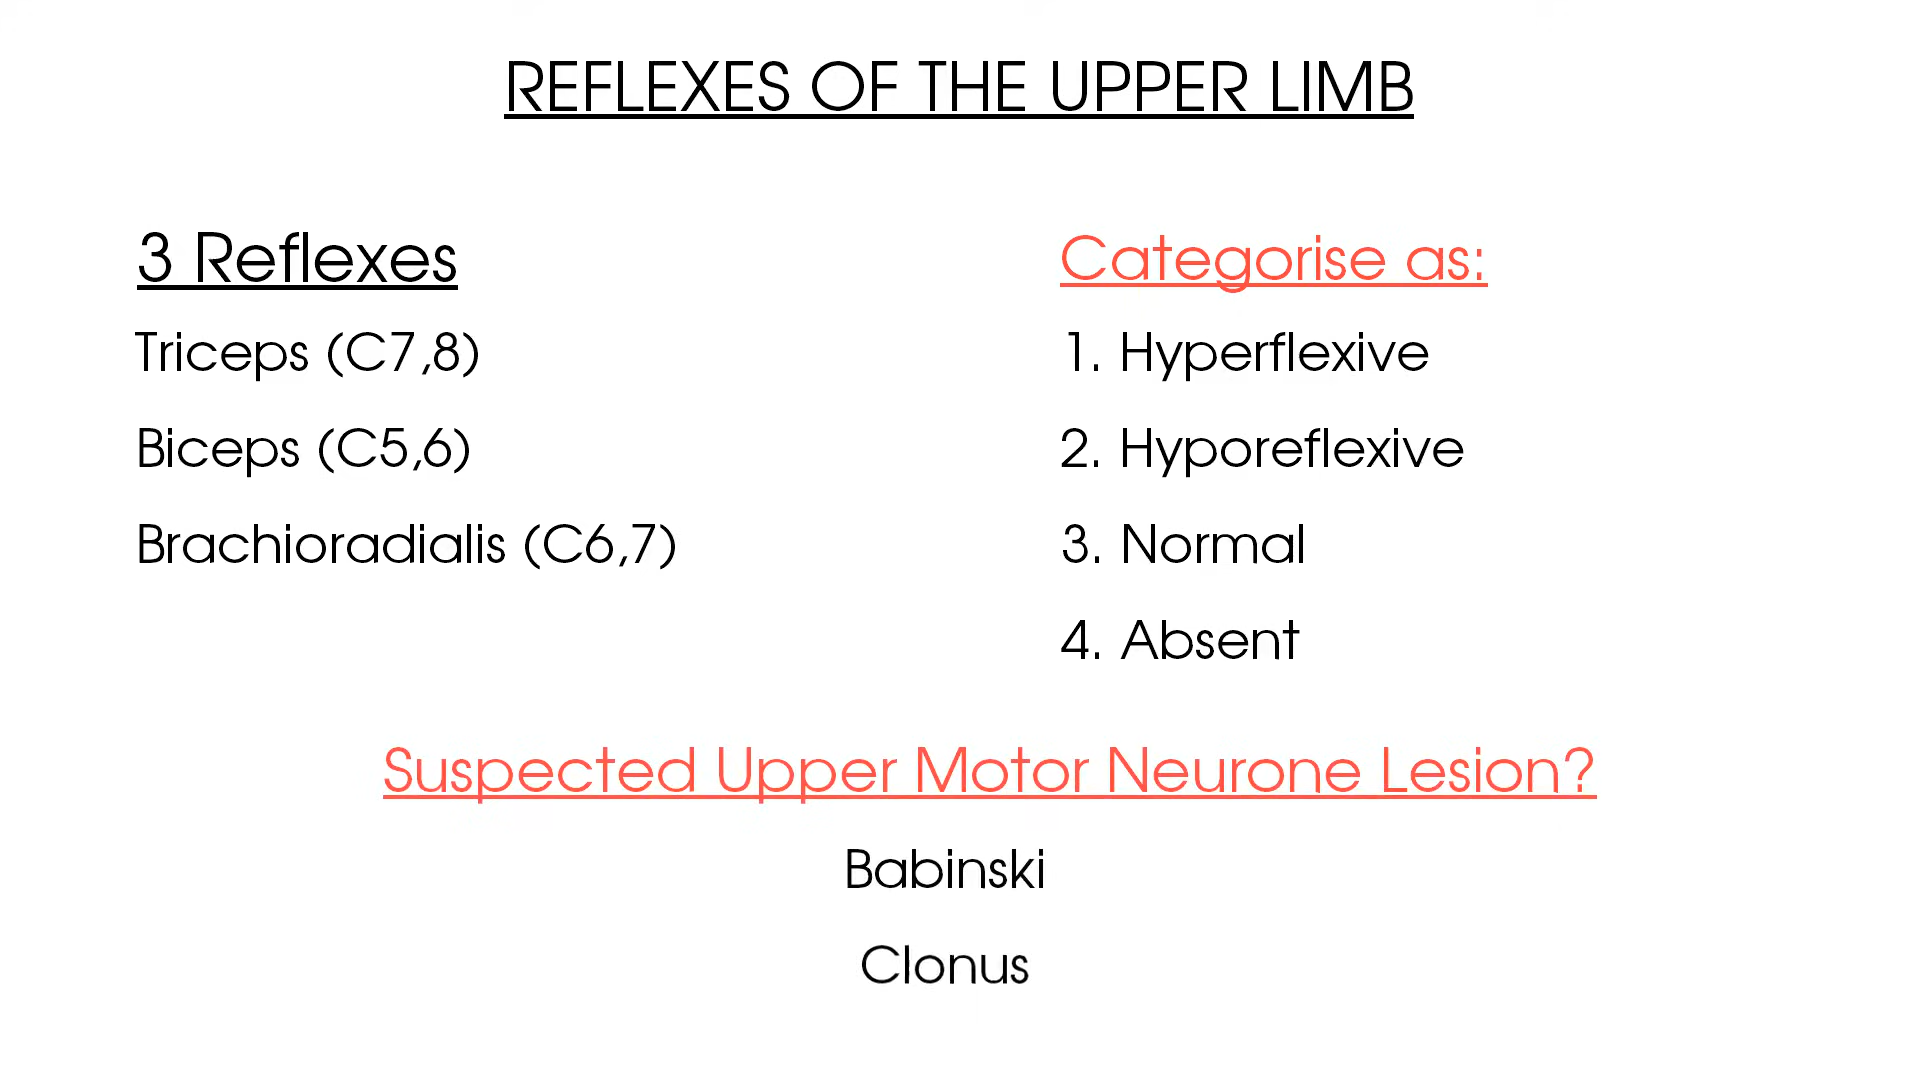 REFLEXES OF THE UPPER LIMB
3 Reflexes
Triceps (C7,8)
Biceps (C5,6)
Brachioradialis (C6,7)
Categorise as:
1. Hyperflexive
2. Hyporeflexive
3. Normal
4. Absent
Suspected Upper Motor Neurone Lesion?
Babinski
Clonus